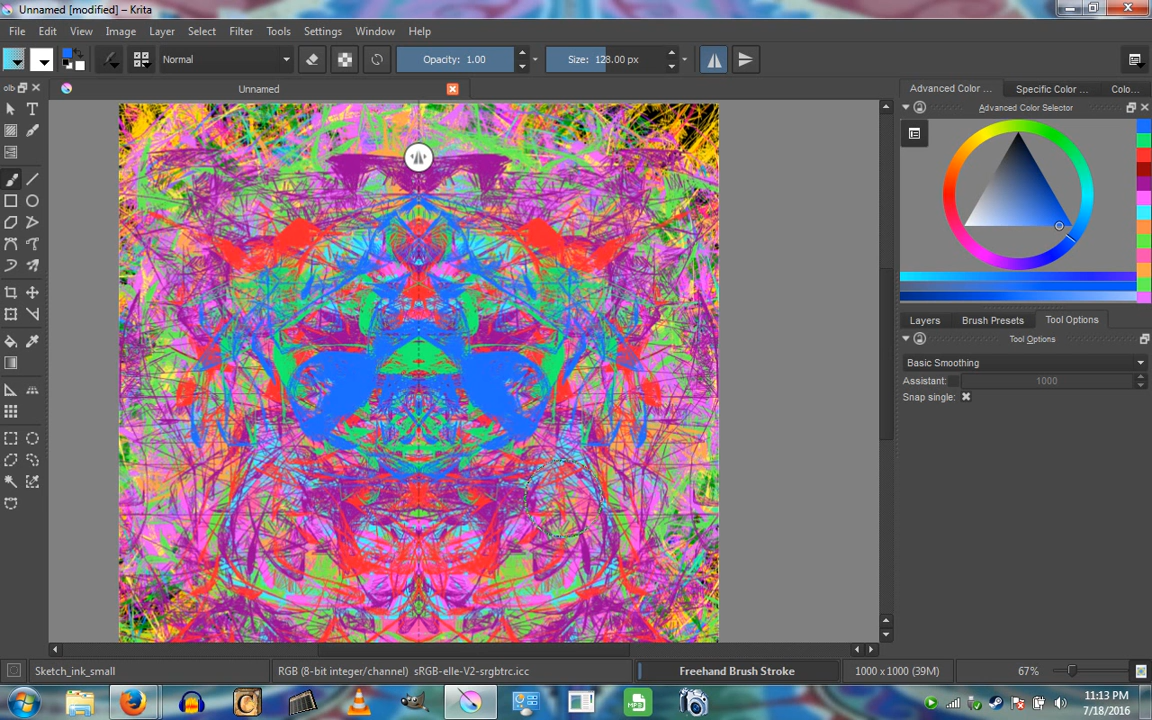 Unnamed [modified] – Krita
File Edit View Image Layer Select Filter Tools Settings Window Help
Normal Opacity: 1.00 Size: 128.00 px
olb Unnamed Advanced Color ... Specific Color ... Colo...
Advanced Color Selector
Layers Brush Presets Tool Options
Tool Options
Basic Smoothing
Assistant: 1000
Snap single:
Sketch_ink_small RGB (8-bit integer/channel) sRGB-elle-V2-srgbtrc.icc Freehand Brush Stroke 1000 x 1000 (39M) 67%
MP3
11:13 PM
7/18/2016